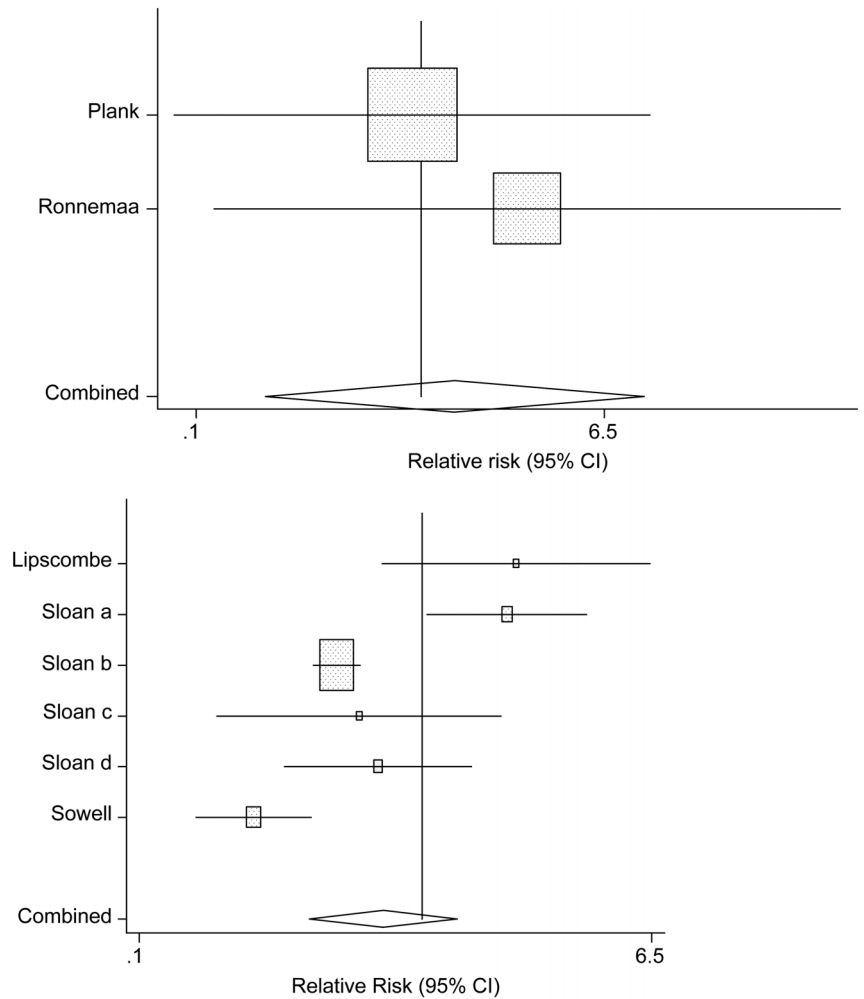 Plank
Ronnemaa
Combined
.1 6.5
Relative risk (95% CI)
Lipscombe
Sloan a
Sloan b
Sloan c
Sloan d
Sowell
Combined
.1 6.5
Relative Risk (95% CI)